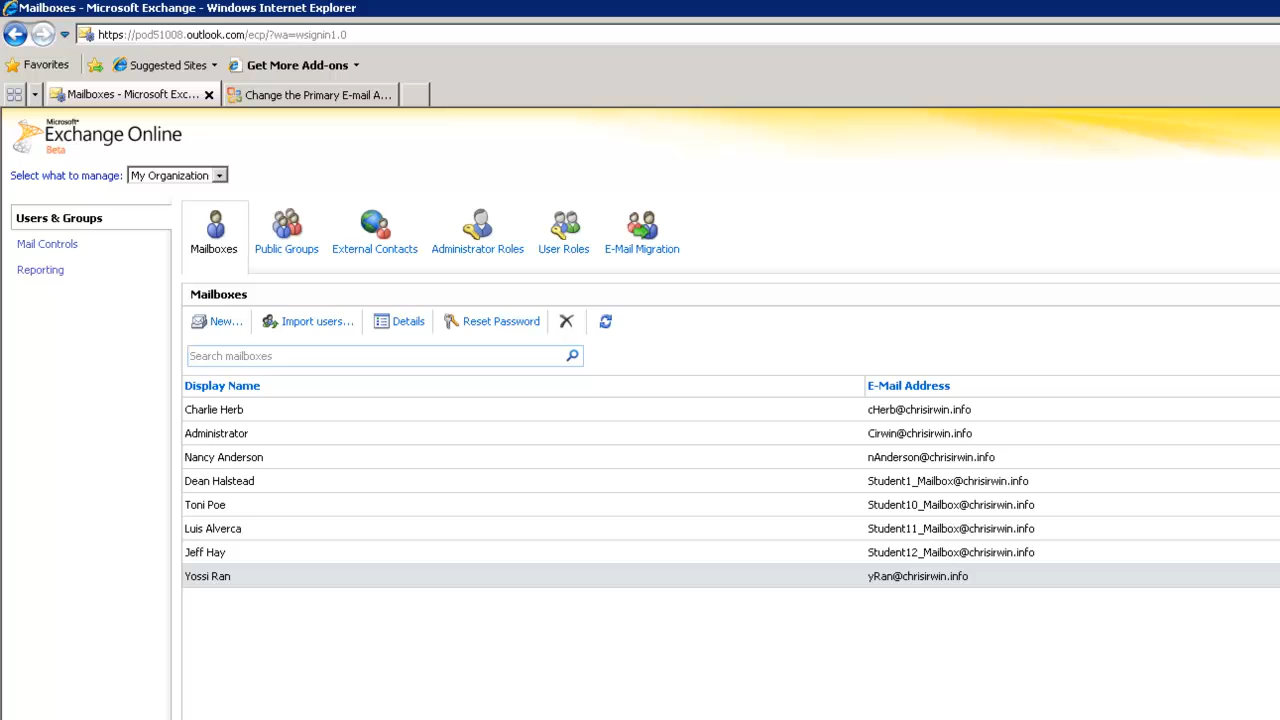 Mailboxes - Microsoft Exchange - Windows Internet Explorer
https://pod51008.outlook.com/ecp/?wa=wsignin1.0
Favorites Suggested Sites Get More Add-ons
Mailboxes - Microsoft Exc... Change the Primary E-mail A...
Microsoft®
Exchange Online
Beta
Select what to manage: My Organization
Users & Groups
Mail Controls
Reporting
Mailboxes Public Groups External Contacts Administrator Roles User Roles E-Mail Migration
Mailboxes
New... Import users... Details Reset Password
Search mailboxes
Display Name E-Mail Address
Charlie Herb cHerb@chrisirwin.info
Administrator Cirwin@chrisirwin.info
Nancy Anderson nAnderson@chrisirwin.info
Dean Halstead Student1_Mailbox@chrisirwin.info
Toni Poe Student10_Mailbox@chrisirwin.info
Luis Alverca Student11_Mailbox@chrisirwin.info
Jeff Hay Student12_Mailbox@chrisirwin.info
Yossi Ran yRan@chrisirwin.info